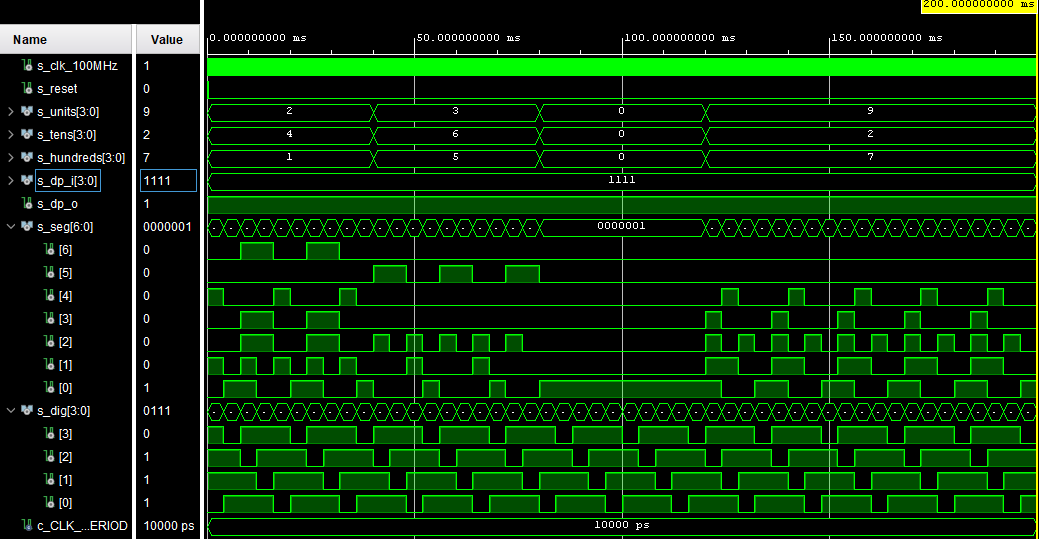 200.000000000 ms
Name Value 0.000000000 ms 50.000000000 ms 100.000000000 ms 150.000000000 ms
s_clk_100MHz 1
s_reset 0
s_units[3:0] 9 2 3 0 9
s_tens[3:0] 2 4 6 0 2
s_hundreds[3:0] 7 1 5 0 7
s_dp_i[3:0] 1111 1111
s_dp_o 1
s_seg[6:0] 0000001 0000001
[6] 0
[5] 0
[4] 0
[3] 0
[2] 0
[1] 0
[0] 1
s_dig[3:0] 0111
[3] 0
[2] 1
[1] 1
[0] 1
c_CLK_...ERIOD 10000 ps 10000 ps